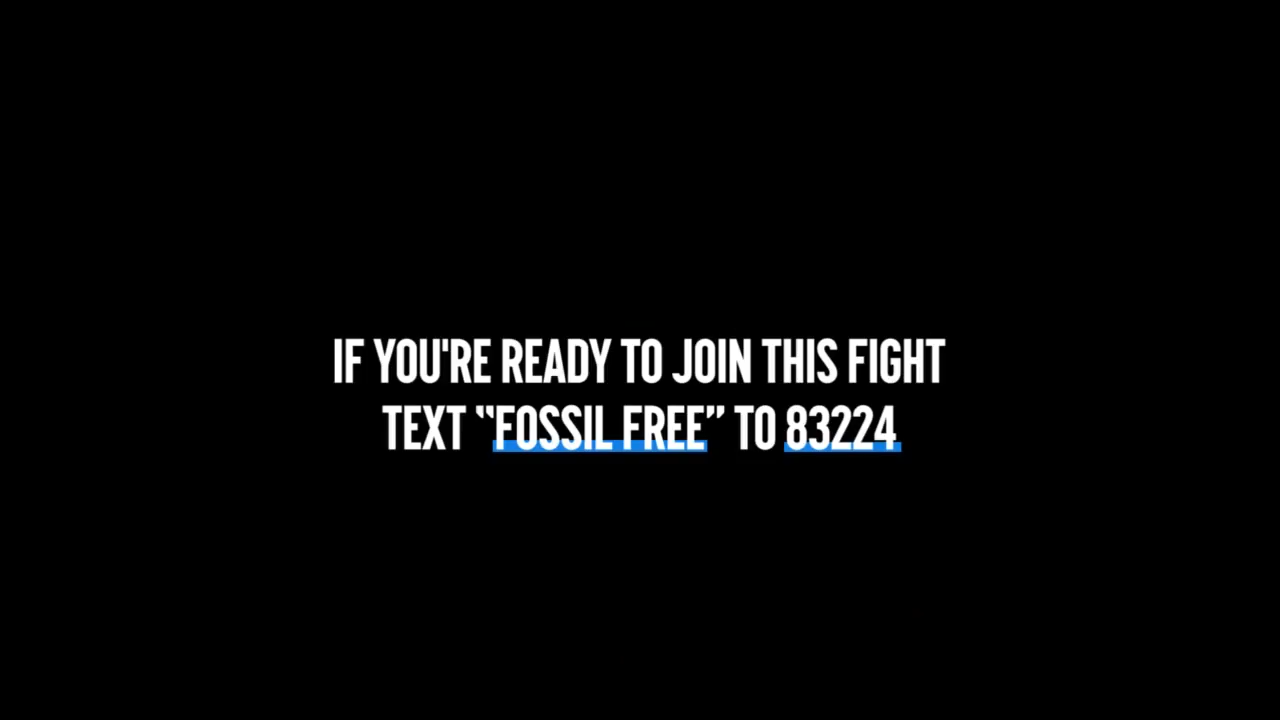 IF YOU'RE READY TO JOIN THIS FIGHT
TEXT “FOSSIL FREE” TO 83224